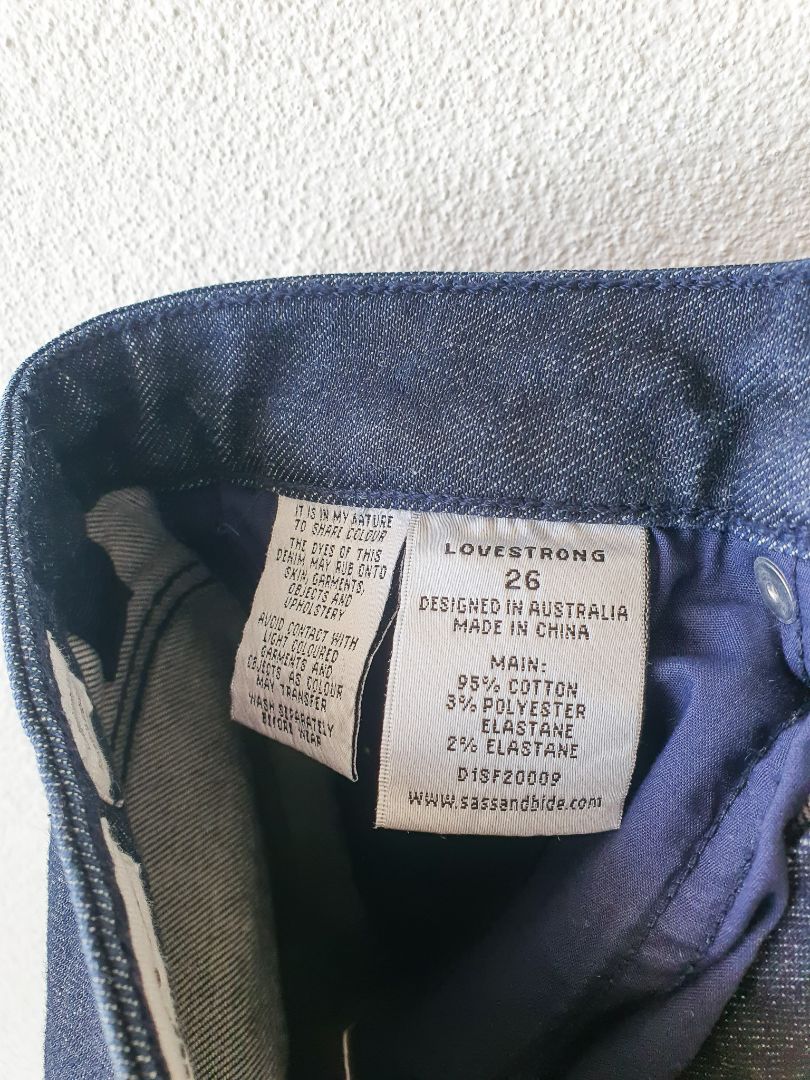 IT IS IN MY NATURE
TO SHARE COLOUR
THE DYES OF THIS
DENIM MAY RUB ONTO
SKIN, GARMENTS,
OBJECTS AND
UPHOLSTERY
AVOID CONTACT WITH
LIGHT COLOURED
GARMENTS AND
OBJECTS, AS COLOUR
MAY TRANSFER
WASH SEPARATELY
BEFORE WEAR
LOVESTRONG
26
DESIGNED IN AUSTRALIA
MADE IN CHINA
MAIN:
95% COTTON
3% POLYESTER
ELASTANE
2% ELASTANE
D1SF20009
www.sassandbide.com